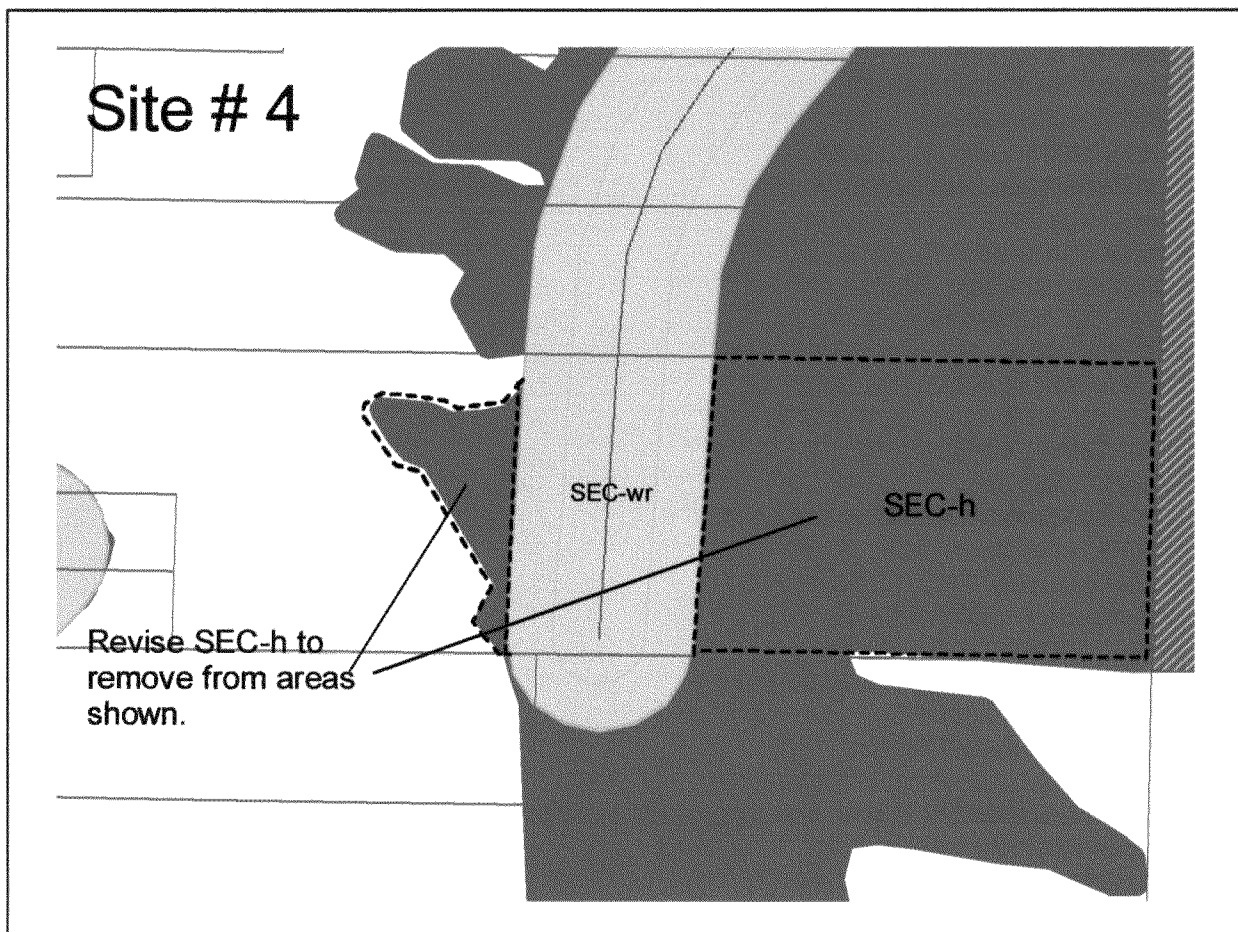 Site # 4
SEC-wr
SEC-h
Revise SEC-h to
remove from areas
shown.